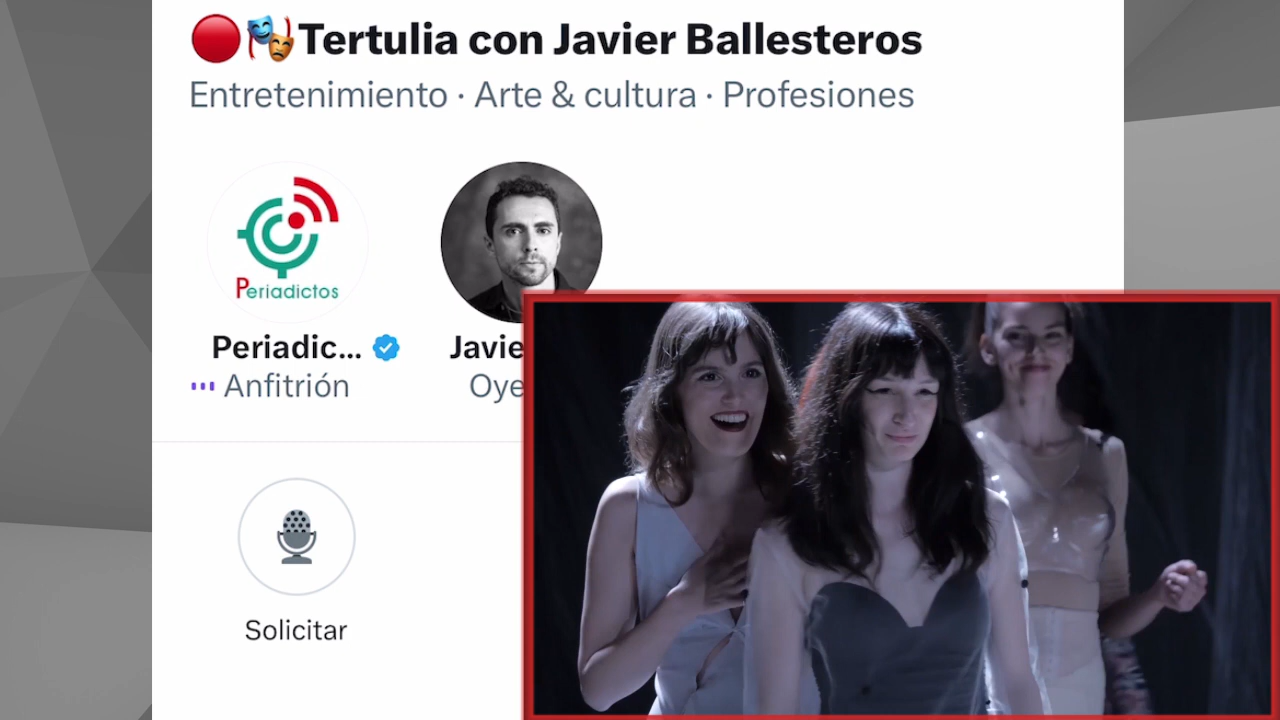 🔴🎭Tertulia con Javier Ballesteros
Entretenimiento · Arte & cultura · Profesiones
Periadictos
Periadic... Javie
Anfitrión Oye
Solicitar